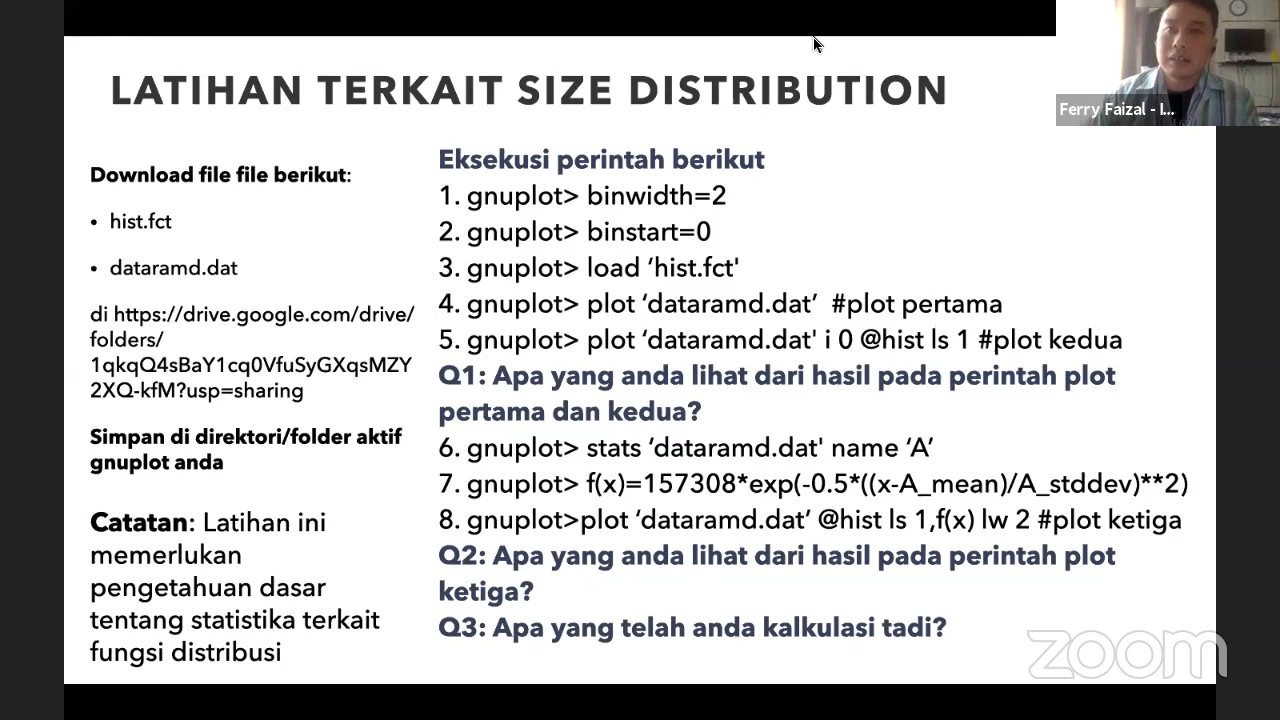 LATIHAN TERKAIT SIZE DISTRIBUTION
Ferry Faizal - I...
Download file file berikut:
• hist.fct
• dataramd.dat
di https://drive.google.com/drive/
folders/
1qkqQ4sBaY1cq0VfuSyGXqsMZY
2XQ-kfM?usp=sharing
Simpan di direktori/folder aktif
gnuplot anda
Catatan: Latihan ini
memerlukan
pengetahuan dasar
tentang statistika terkait
fungsi distribusi
Eksekusi perintah berikut
1. gnuplot> binwidth=2
2. gnuplot> binstart=0
3. gnuplot> load ‘hist.fct'
4. gnuplot> plot ‘dataramd.dat’  #plot pertama
5. gnuplot> plot ‘dataramd.dat' i 0 @hist ls 1 #plot kedua
Q1: Apa yang anda lihat dari hasil pada perintah plot
pertama dan kedua?
6. gnuplot> stats ‘dataramd.dat' name ‘A’
7. gnuplot> f(x)=157308*exp(-0.5*((x-A_mean)/A_stddev)**2)
8. gnuplot>plot ‘dataramd.dat’ @hist ls 1,f(x) lw 2 #plot ketiga
Q2: Apa yang anda lihat dari hasil pada perintah plot
ketiga?
Q3: Apa yang telah anda kalkulasi tadi?
zoom